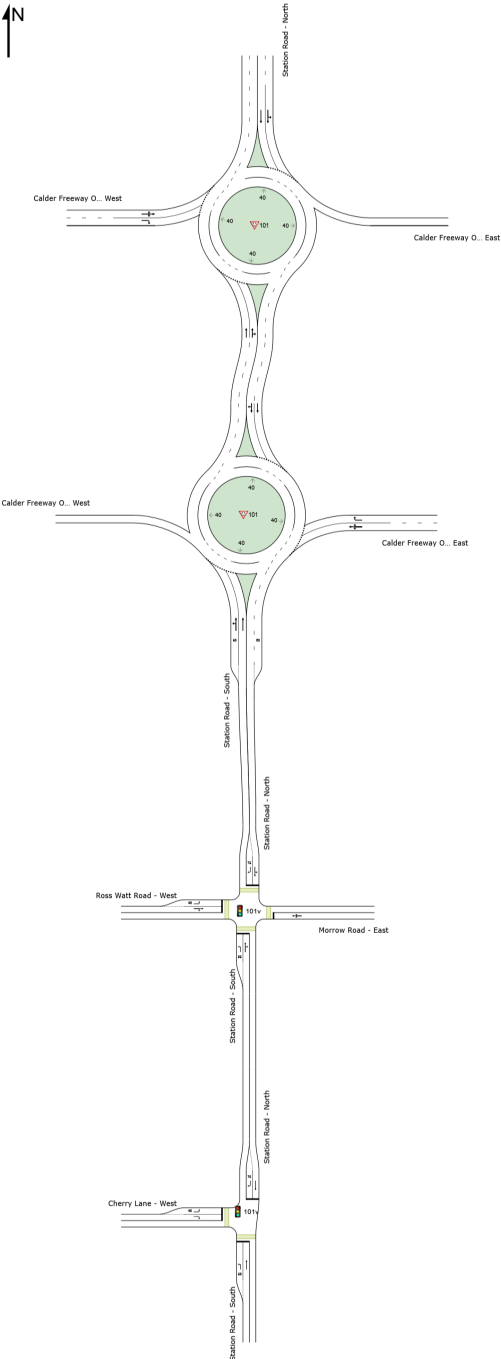 N
Station Road - North
Calder Freeway O... West
40
40
101
40
40
Calder Freeway O... East
Calder Freeway O... West
40
40
101
40
40
Calder Freeway O... East
Station Road - South
Station Road - North
Ross Watt Road - West
101v
Morrow Road - East
Station Road - South
Station Road - North
Cherry Lane - West
101v
Station Road - South